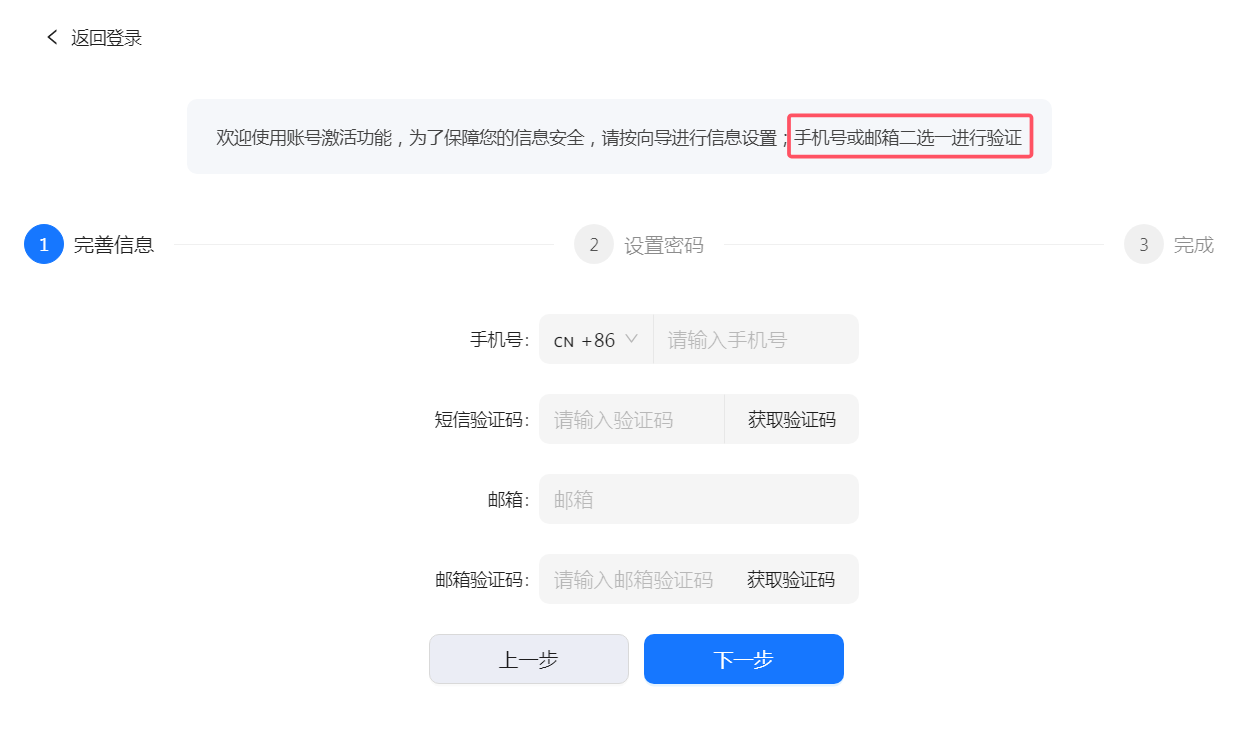 返回登录
欢迎使用账号激活功能，为了保障您的信息安全，请按向导进行信息设置；手机号或邮箱二选一进行验证
1 完善信息 2 设置密码 3 完成
手机号： CN +86 请输入手机号
短信验证码： 请输入验证码 获取验证码
邮箱： 邮箱
邮箱验证码： 请输入邮箱验证码 获取验证码
上一步 下一步